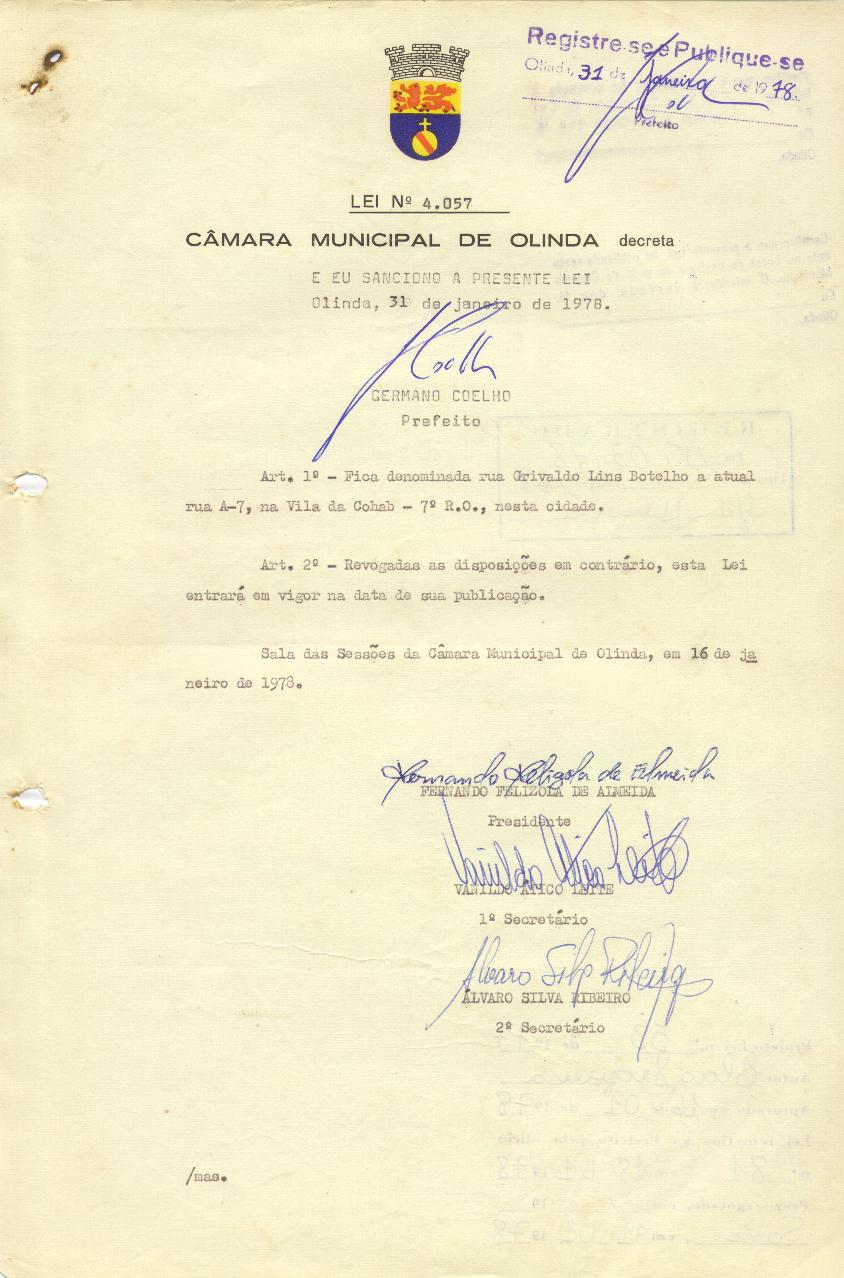 Registre-se e Publique-se
Olinda, 31 de Janeiro de 1978.
Prefeito
LEI Nº 4.057
CÂMARA MUNICIPAL DE OLINDA decreta
E EU SANCIONO A PRESENTE LEI
Olinda, 31 de janeiro de 1978.
Coelho
GERMANO COELHO
Prefeito
Art. 1º - Fica denominada rua Grivaldo Lins Botelho a atual
rua A-7, na Vila da Cohab - 7º R.O., nesta cidade.
Art. 2º - Revogadas as disposições em contrário, esta Lei
entrará em vigor na data de sua publicação.
Sala das Sessões da Câmara Municipal de Olinda, em 16 de ja
neiro de 1978.
Fernando Felizola de Almeida
FERNANDO FELIZOLA DE ALMEIDA
Presidente
Vanildo Atico Leite
VANILDO ÁTICO LEITE
1º Secretário
Alvaro Silva Ribeiro
ÁLVARO SILVA RIBEIRO
2º Secretário
/mas.